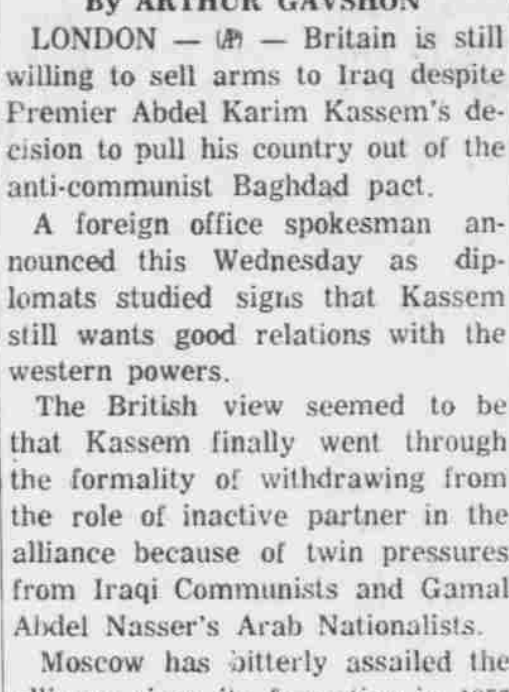 By ARTHUR GAVSHON
LONDON — (AP) — Britain is still
willing to sell arms to Iraq despite
Premier Abdel Karim Kassem's de-
cision to pull his country out of the
anti-communist Baghdad pact.
A foreign office spokesman an-
nounced this Wednesday as dip-
lomats studied signs that Kassem
still wants good relations with the
western powers.
The British view seemed to be
that Kassem finally went through
the formality of withdrawing from
the role of inactive partner in the
alliance because of twin pressures
from Iraqi Communists and Gamal
Abdel Nasser's Arab Nationalists.
Moscow has bitterly assailed the